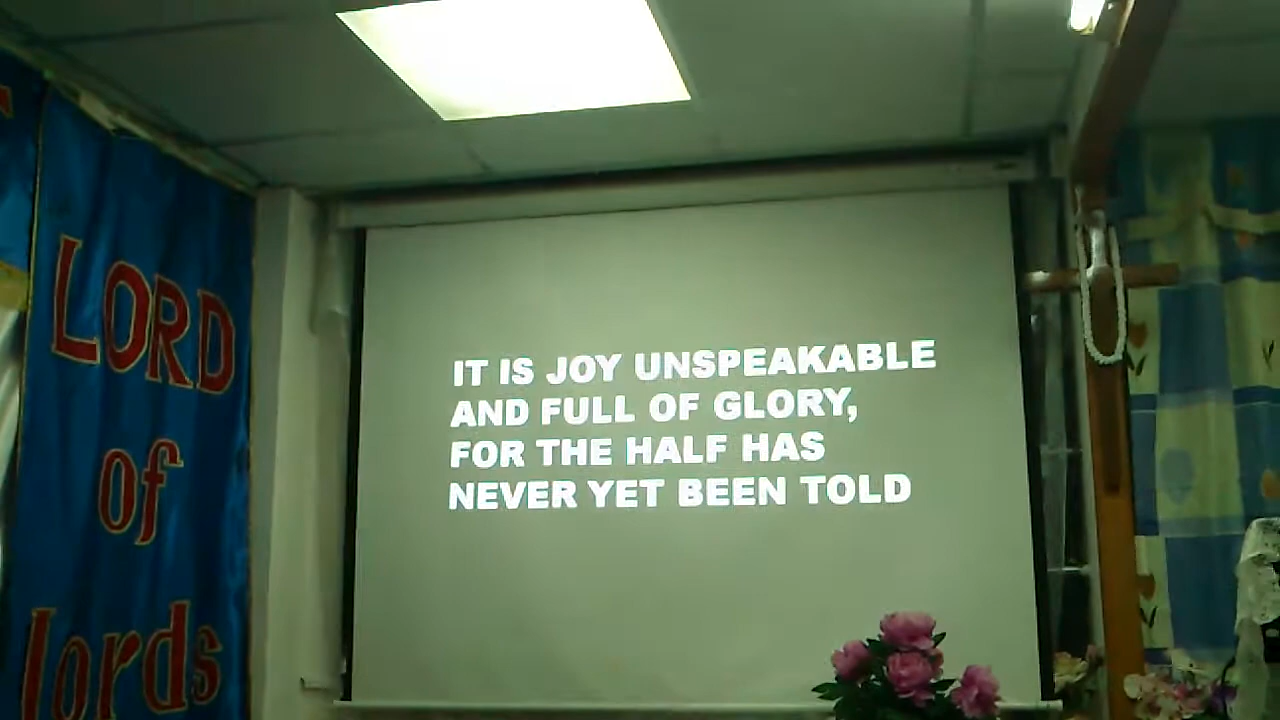 LORD
of
lords
IT IS JOY UNSPEAKABLE
AND FULL OF GLORY,
FOR THE HALF HAS
NEVER YET BEEN TOLD